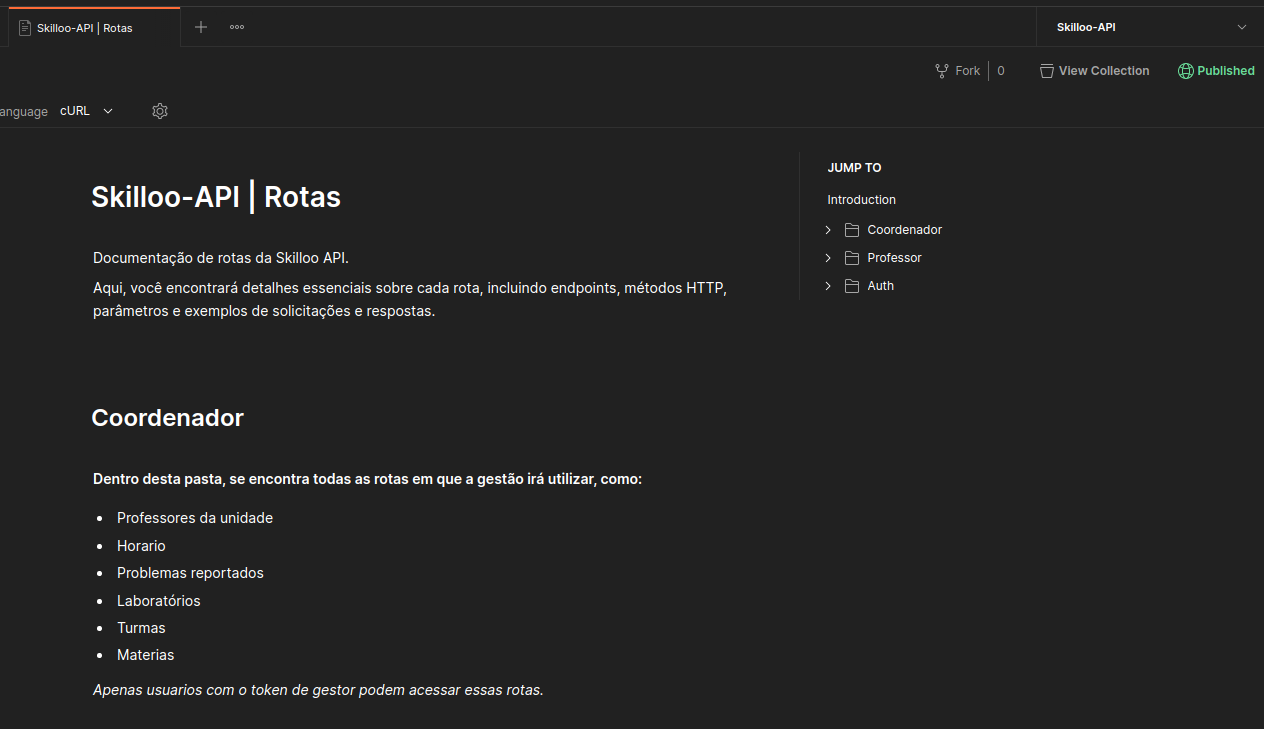 Skilloo-API | Rotas
Skilloo-API
Fork 0 View Collection Published
anguage cURL
Skilloo-API | Rotas
Documentação de rotas da Skilloo API.
Aqui, você encontrará detalhes essenciais sobre cada rota, incluindo endpoints, métodos HTTP,
parâmetros e exemplos de solicitações e respostas.
JUMP TO
Introduction
Coordenador
Professor
Auth
Coordenador
Dentro desta pasta, se encontra todas as rotas em que a gestão irá utilizar, como:
Professores da unidade
Horario
Problemas reportados
Laboratórios
Turmas
Materias
Apenas usuarios com o token de gestor podem acessar essas rotas.